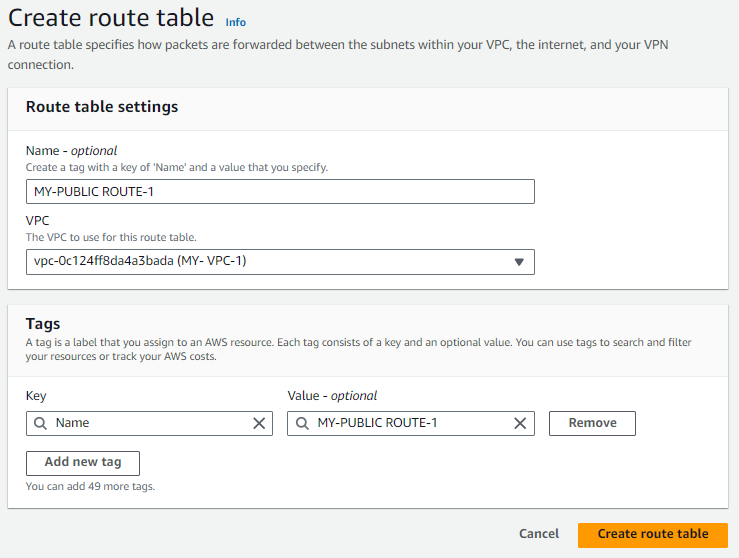 Create route table Info
A route table specifies how packets are forwarded between the subnets within your VPC, the internet, and your VPN
connection.
Route table settings
Name - optional
Create a tag with a key of 'Name' and a value that you specify.
MY-PUBLIC ROUTE-1
VPC
The VPC to use for this route table.
vpc-0c124ff8da4a3bada (MY- VPC-1)
Tags
A tag is a label that you assign to an AWS resource. Each tag consists of a key and an optional value. You can use tags to search and filter
your resources or track your AWS costs.
Key Value - optional
Name MY-PUBLIC ROUTE-1 Remove
Add new tag
You can add 49 more tags.
Cancel Create route table